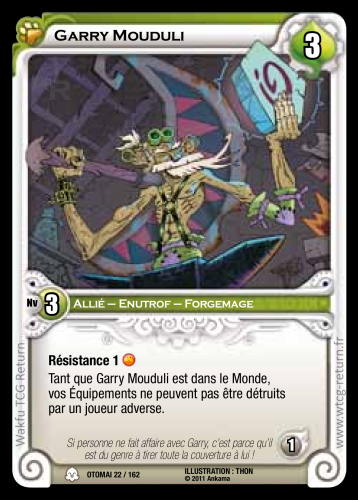 Garry Mouduli
3
Nv 3 Allié – Enutrof – Forgemage
Résistance 1
Tant que Garry Mouduli est dans le Monde,
vos Équipements ne peuvent pas être détruits
par un joueur adverse.
Si personne ne fait affaire avec Garry, c'est parce qu'il
est du genre à tirer toute la couverture à lui !
1
OTOMAI 22 / 162
ILLUSTRATION : THON
© 2011 Ankama
Wakfu TCG Return
www.wtcg-return.fr